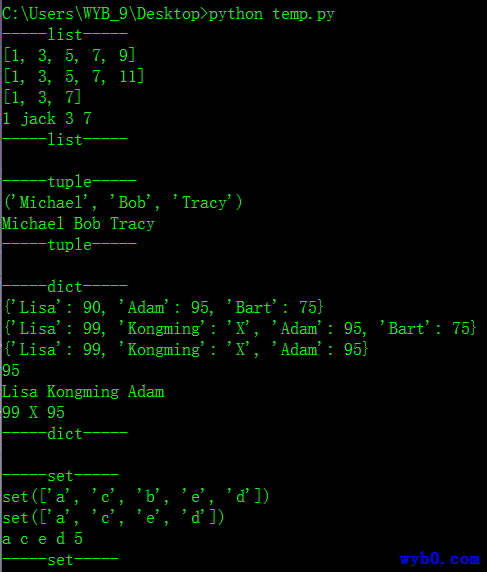 C:\Users\WYB_9\Desktop>python temp.py
-----list-----
[1, 3, 5, 7, 9]
[1, 3, 5, 7, 11]
[1, 3, 7]
1 jack 3 7
-----list-----
-----tuple-----
('Michael', 'Bob', 'Tracy')
Michael Bob Tracy
-----tuple-----
-----dict-----
{'Lisa': 90, 'Adam': 95, 'Bart': 75}
{'Lisa': 99, 'Kongming': 'X', 'Adam': 95, 'Bart': 75}
{'Lisa': 99, 'Kongming': 'X', 'Adam': 95}
95
Lisa Kongming Adam
99 X 95
-----dict-----
-----set-----
set(['a', 'c', 'b', 'e', 'd'])
set(['a', 'c', 'e', 'd'])
a c e d 5
-----set-----
wyb0.com